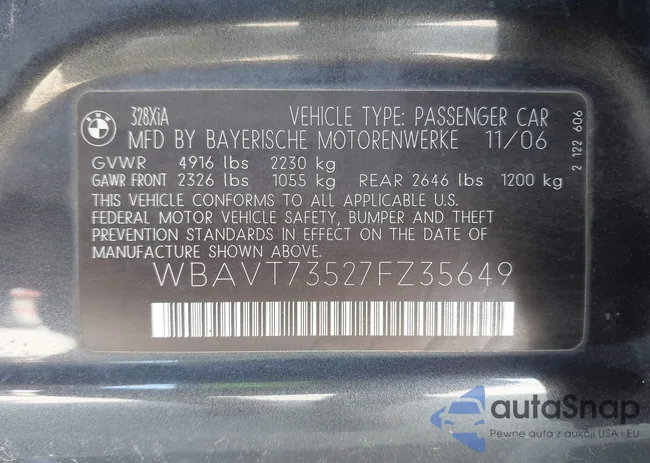 328XiA VEHICLE TYPE: PASSENGER CAR
MFD BY BAYERISCHE MOTORENWERKE 11/06
GVWR 4916 lbs 2230 kg
GAWR FRONT 2326 lbs 1055 kg REAR 2646 lbs 1200 kg
THIS VEHICLE CONFORMS TO ALL APPLICABLE U.S.
FEDERAL MOTOR VEHICLE SAFETY, BUMPER AND THEFT
PREVENTION STANDARDS IN EFFECT ON THE DATE OF
MANUFACTURE SHOWN ABOVE.
WBAVT73527FZ35649
2 122 606
BMW
autaSnap
Pewne auta z aukcji USA i EU